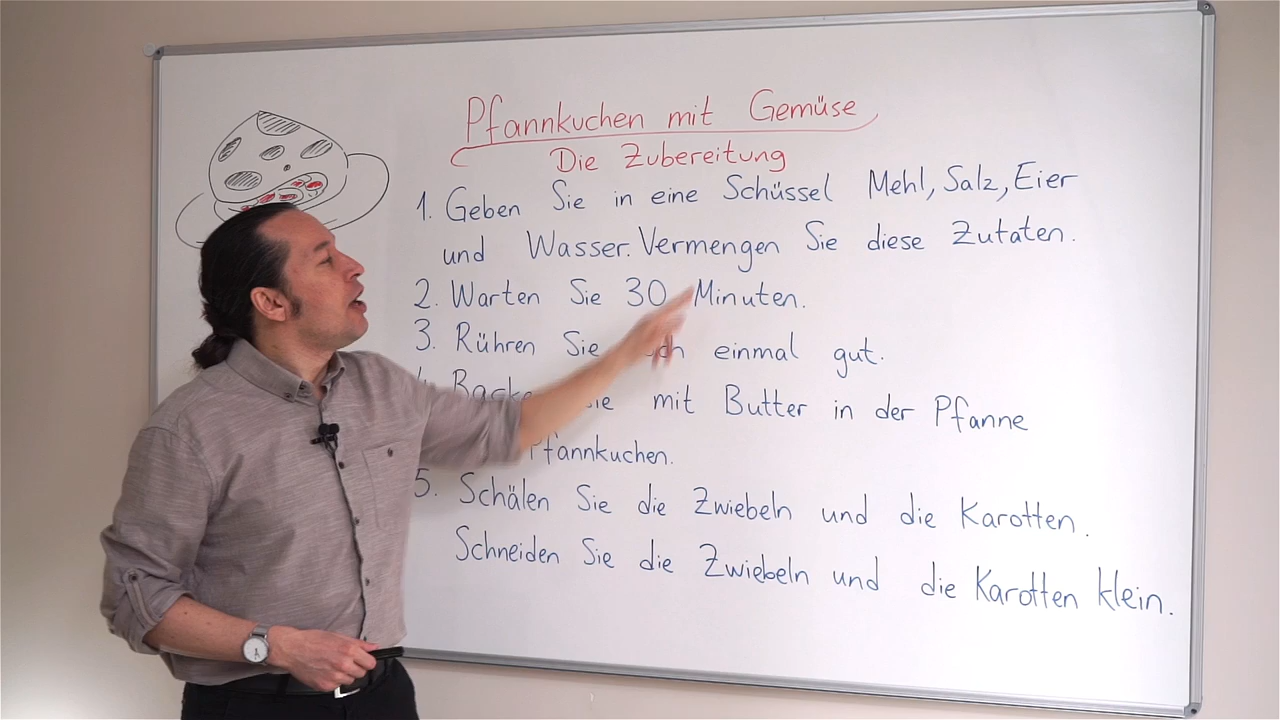 Pfannkuchen mit Gemüse
Die Zubereitung
1. Geben Sie in eine Schüssel Mehl, Salz, Eier
und Wasser. Vermengen Sie diese Zutaten.
2. Warten Sie 30 Minuten.
3. Rühren Sie einmal gut.
mit Butter in der Pfanne
Pfannkuchen.
5. Schälen Sie die Zwiebeln und die Karotten.
Schneiden Sie die Zwiebeln und die Karotten klein.